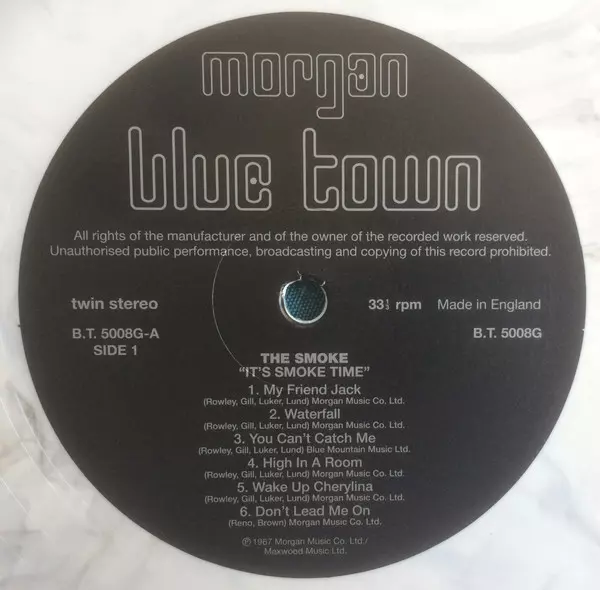 morgan
blue town
All rights of the manufacturer and of the owner of the recorded work reserved.
Unauthorised public performance, broadcasting and copying of this record prohibited.
twin stereo
33⅓ rpm Made in England
B.T. 5008G-A
B.T. 5008G
SIDE 1
THE SMOKE
“IT'S SMOKE TIME”
1. My Friend Jack
(Rowley, Gill, Luker, Lund) Morgan Music Co. Ltd.
2. Waterfall
(Rowley, Gill, Luker, Lund) Morgan Music Co. Ltd.
3. You Can't Catch Me
(Rowley, Gill, Luker, Lund) Blue Mountain Music Ltd.
4. High In A Room
(Rowley, Gill, Luker, Lund) Morgan Music Co. Ltd.
5. Wake Up Cherylina
(Rowley, Gill, Luker, Lund) Morgan Music Co. Ltd.
6. Don't Lead Me On
(Reno, Brown) Morgan Music Co. Ltd.
℗ 1967 Morgan Music Co. Ltd./
Maxwood Music Ltd.